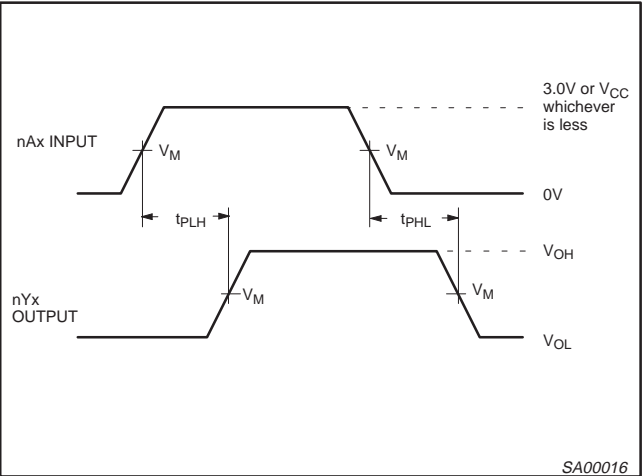 3.0V or VCC
whichever
is less
nAx INPUT
VM
VM
0V
tPLH
tPHL
VOH
nYx
OUTPUT
VM
VM
VOL
SA00016